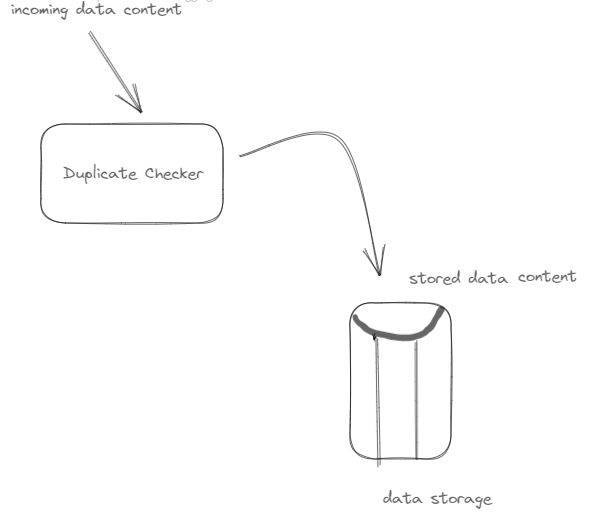 incoming data content
Duplicate Checker
stored data content
data storage